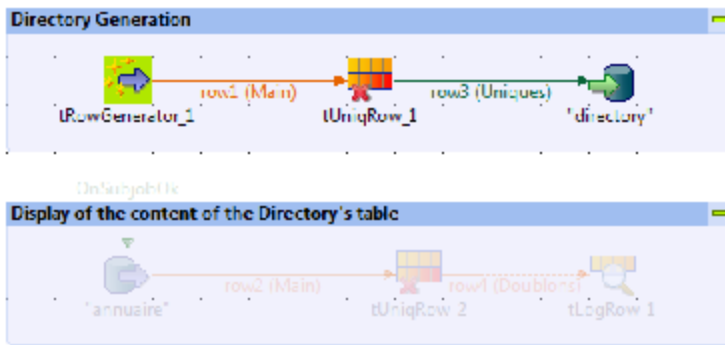 Directory Generation
row1 (Main)
row3 (Uniques)
tRowGenerator_1
tUniqRow_1
"directory"
OnSubjobOk
Display of the content of the Directory's table
row2 (Main)
row4 (Doublons)
"annuaire"
tUniqRow_2
tLogRow_1